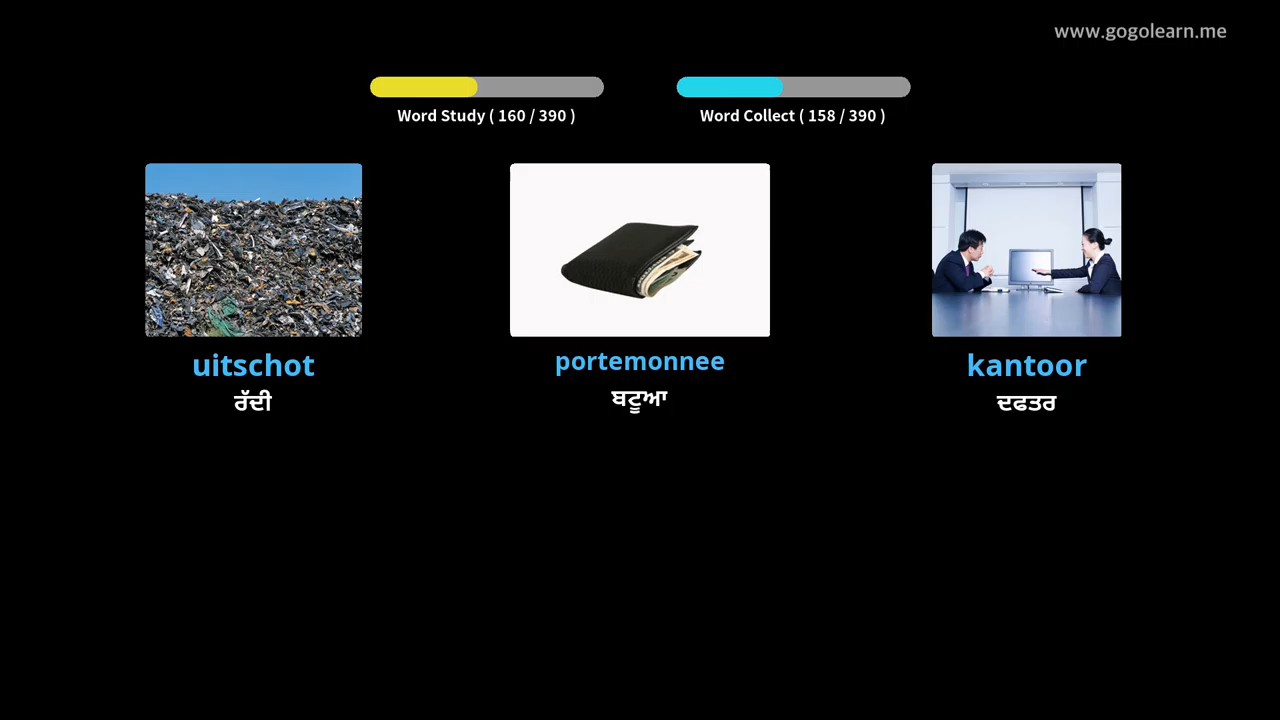 www.gogolearn.me
Word Study ( 160 / 390 )
Word Collect ( 158 / 390 )
uitschot
portemonnee
kantoor
ਰੱਦੀ
ਬਟੂਆ
ਦਫਤਰ